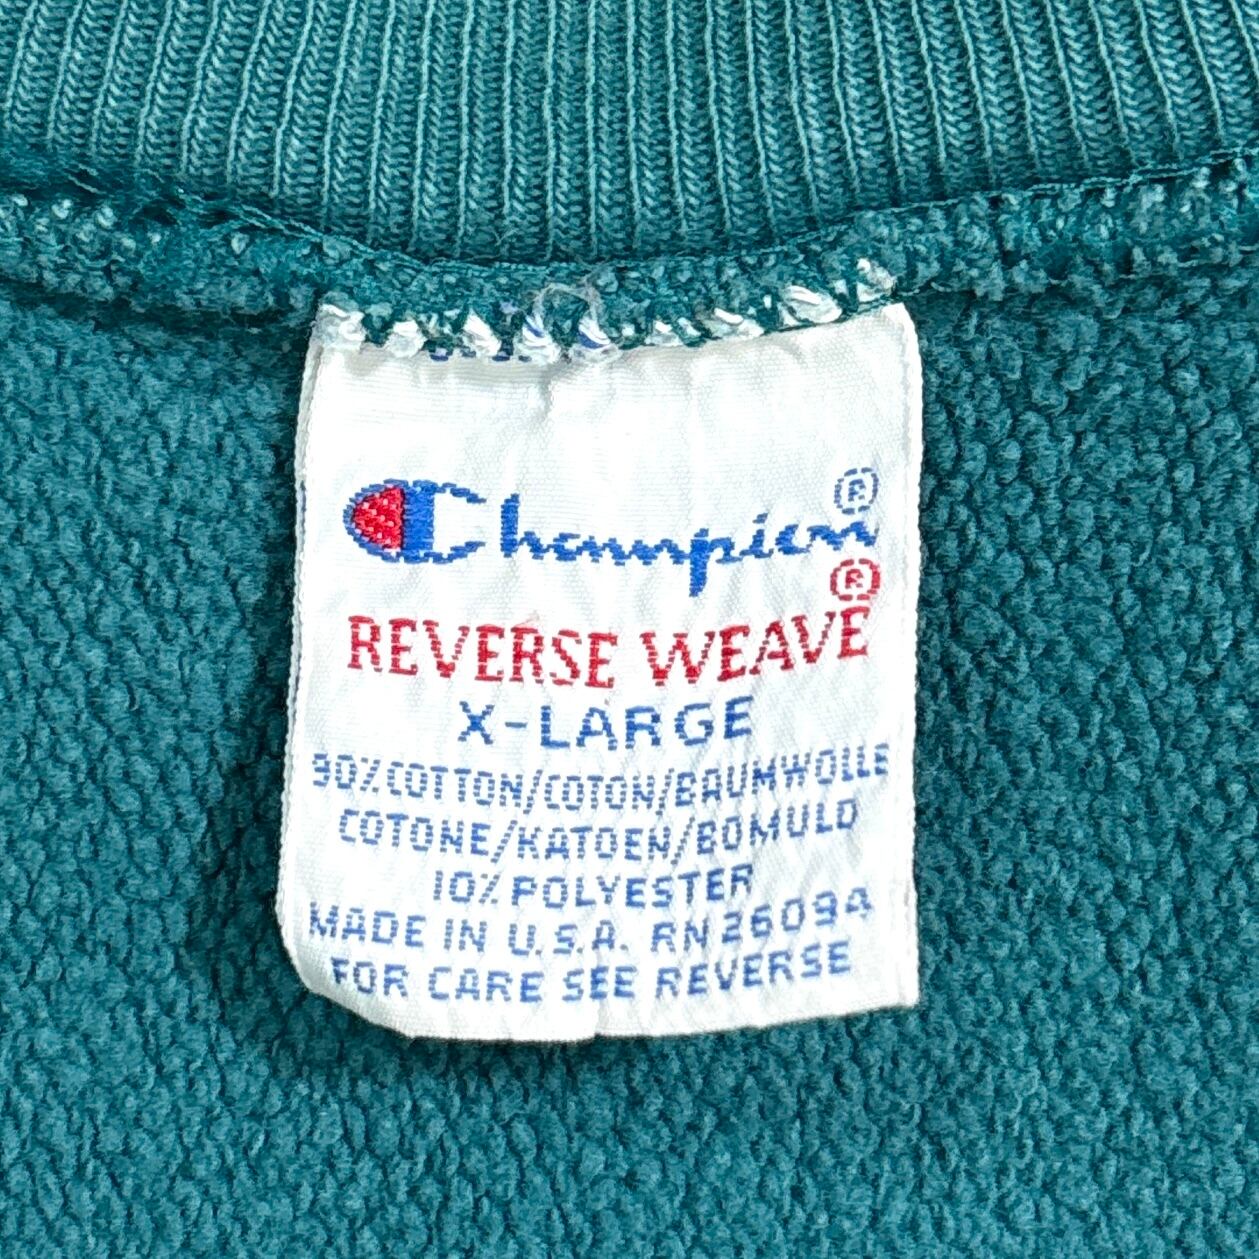 Champion®
REVERSE WEAVE®
X-LARGE
90% COTTON/COTON/BAUMWOLLE
COTONE/KATOEN/BOMULD
10% POLYESTER
MADE IN U.S.A. RN 26094
FOR CARE SEE REVERSE